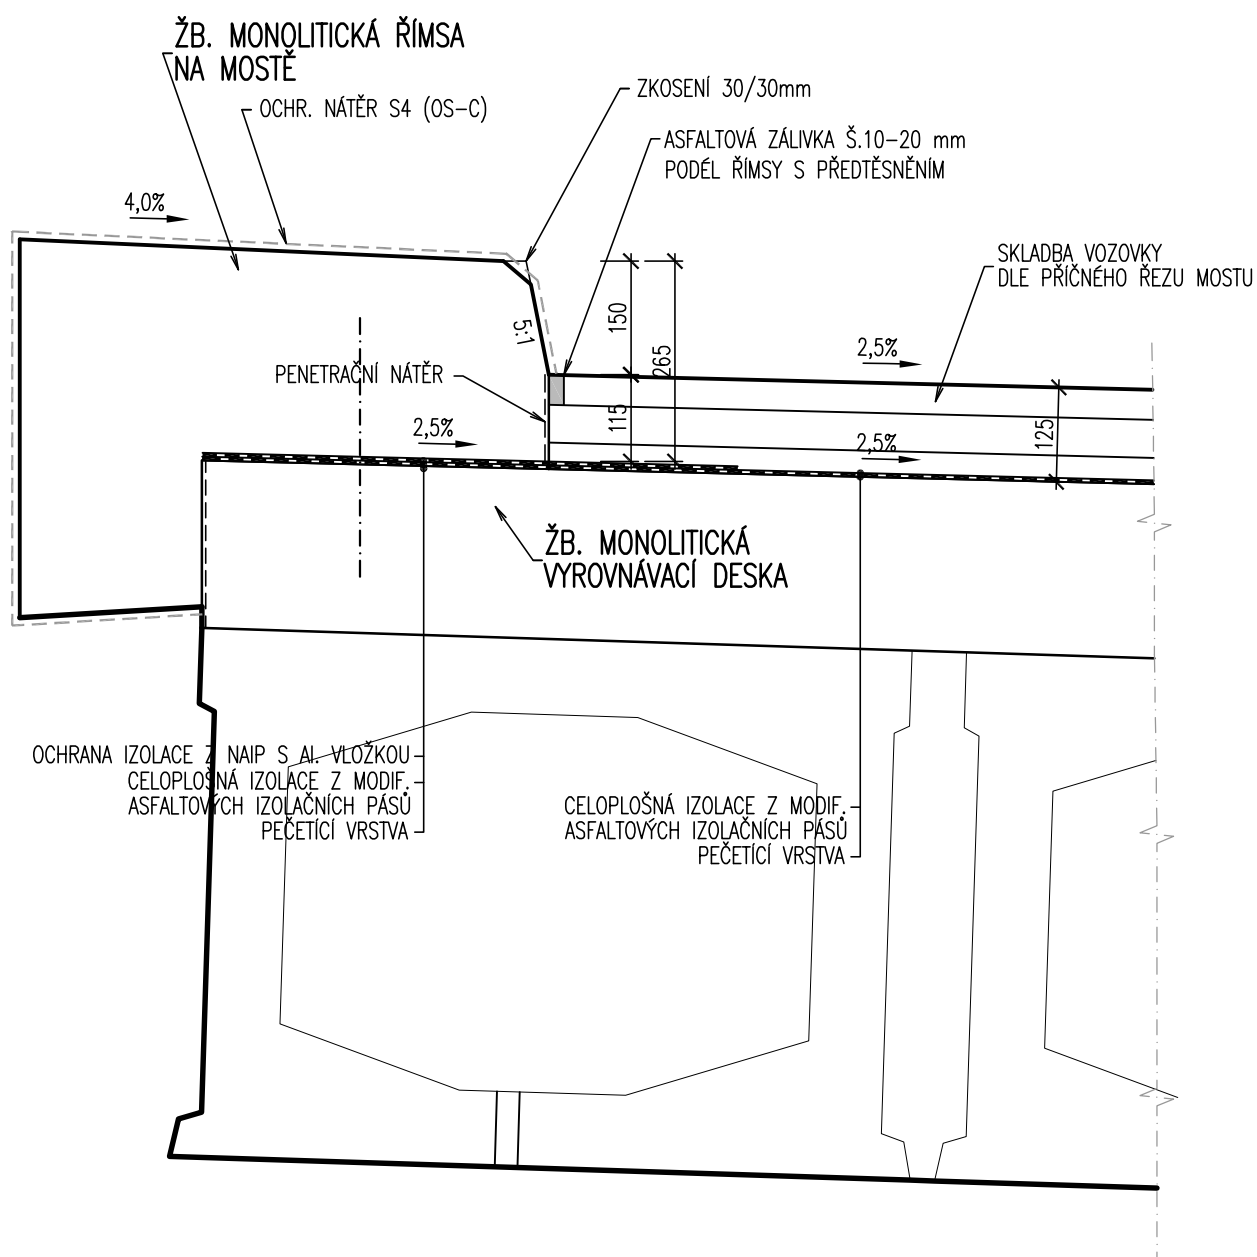 ŽB. MONOLITICKÁ ŘÍMSA
NA MOSTĚ
OCHR. NÁTĚR S4 (OS-C)
ZKOSENÍ 30/30mm
ASFALTOVÁ ZÁLIVKA Š.10-20 mm
PODÉL ŘÍMSY S PŘEDTĚSNĚNÍM
4,0%
SKLADBA VOZOVKY
DLE PŘÍČNÉHO ŘEZU MOSTU
5:1
150
265
2,5%
PENETRAČNÍ NÁTĚR
115
2,5%
2,5%
125
ŽB. MONOLITICKÁ
VYROVNÁVACÍ DESKA
OCHRANA IZOLACE Z NAIP S Al. VLOŽKOU
CELOPLOŠNÁ IZOLACE Z MODIF.
ASFALTOVÝCH IZOLAČNÍCH PÁSŮ
PEČETÍCÍ VRSTVA
CELOPLOŠNÁ IZOLACE Z MODIF.
ASFALTOVÝCH IZOLAČNÍCH PÁSŮ
PEČETÍCÍ VRSTVA